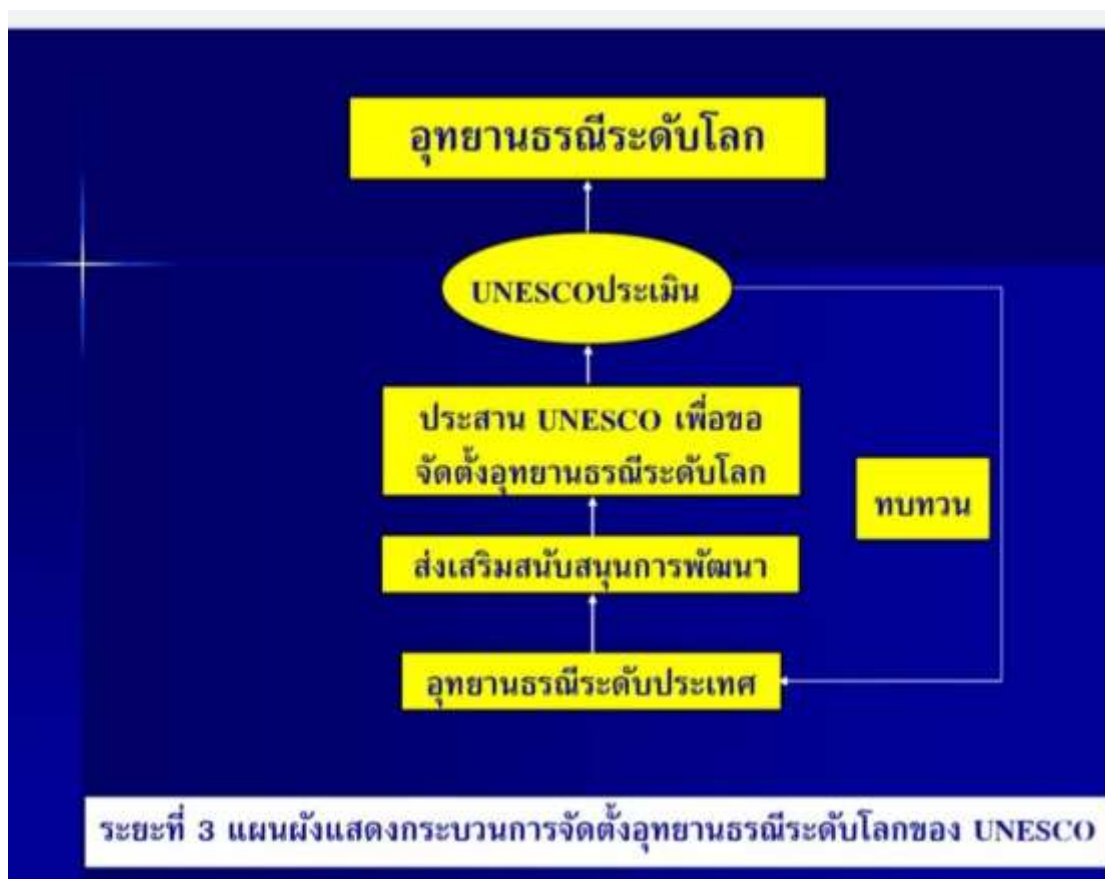 อุทยานธรณีระดับโลก
UNESCOประเมิน
ประสาน UNESCO เพื่อขอ
จัดตั้งอุทยานธรณีระดับโลก
ทบทวน
ส่งเสริมสนับสนุนการพัฒนา
อุทยานธรณีระดับประเทศ
ระยะที่ 3 แผนผังแสดงกระบวนการจัดตั้งอุทยานธรณีระดับโลกของ UNESCO